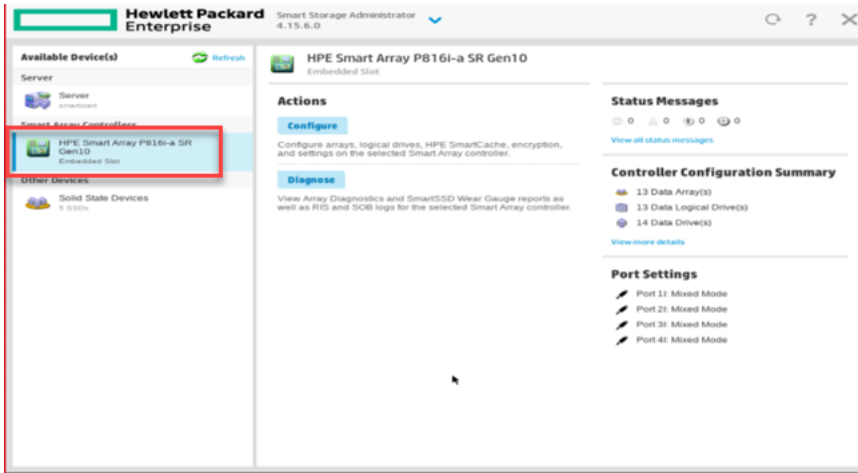 Hewlett Packard
Enterprise
Smart Storage Administrator
4.15.6.0
Available Device(s)
Refresh
Server
Server
smartstart
Smart Array Controllers
HPE Smart Array P816i-a SR
Gen10
Embedded Slot
Other Devices
Solid State Devices
9 SSDs
HPE Smart Array P816i-a SR Gen10
Embedded Slot
Actions
Configure
Configure arrays, logical drives, HPE SmartCache, encryption,
and settings on the selected Smart Array controller.
Diagnose
View Array Diagnostics and SmartSSD Wear Gauge reports as
well as RIS and SOB logs for the selected Smart Array controller.
Status Messages
0 0 0 0
View all status messages
Controller Configuration Summary
13 Data Array(s)
13 Data Logical Drive(s)
14 Data Drive(s)
View more details
Port Settings
Port 1I: Mixed Mode
Port 2I: Mixed Mode
Port 3I: Mixed Mode
Port 4I: Mixed Mode